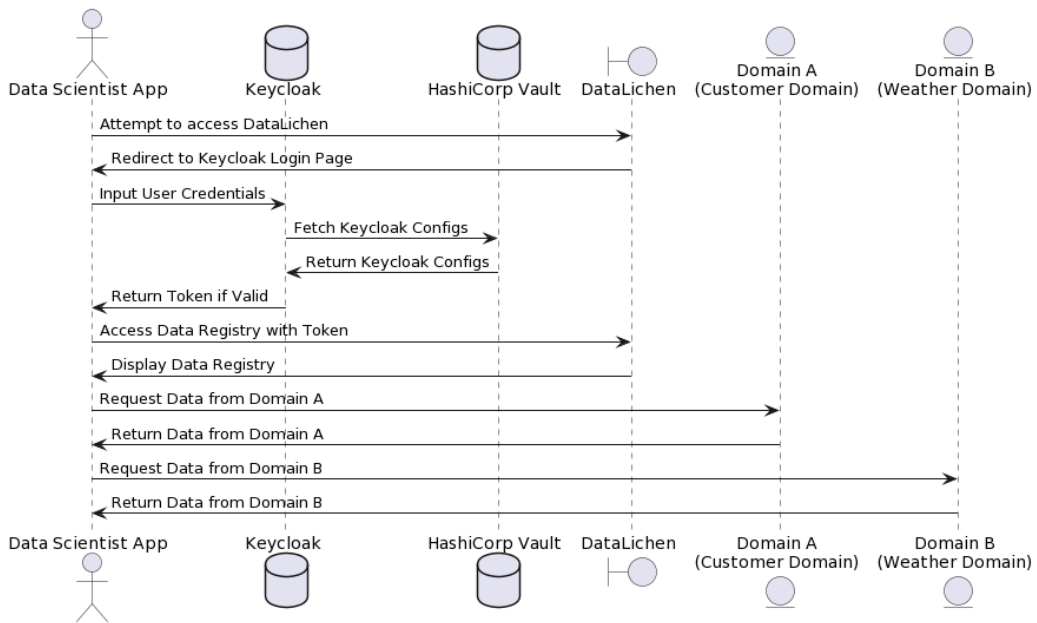 Data Scientist App
Keycloak
HashiCorp Vault
DataLichen
Domain A
(Customer Domain)
Domain B
(Weather Domain)
Attempt to access DataLichen
Redirect to Keycloak Login Page
Input User Credentials
Fetch Keycloak Configs
Return Keycloak Configs
Return Token if Valid
Access Data Registry with Token
Display Data Registry
Request Data from Domain A
Return Data from Domain A
Request Data from Domain B
Return Data from Domain B
Data Scientist App
Keycloak
HashiCorp Vault
DataLichen
Domain A
(Customer Domain)
Domain B
(Weather Domain)